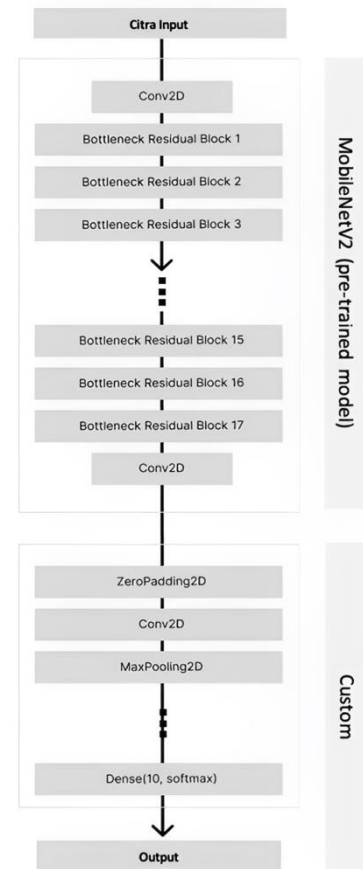 Citra Input
Conv2D
Bottleneck Residual Block 1
Bottleneck Residual Block 2
Bottleneck Residual Block 3
Bottleneck Residual Block 15
Bottleneck Residual Block 16
Bottleneck Residual Block 17
Conv2D
MobileNetV2 (pre-trained model)
ZeroPadding2D
Conv2D
MaxPooling2D
Dense(10, softmax)
Custom
Output